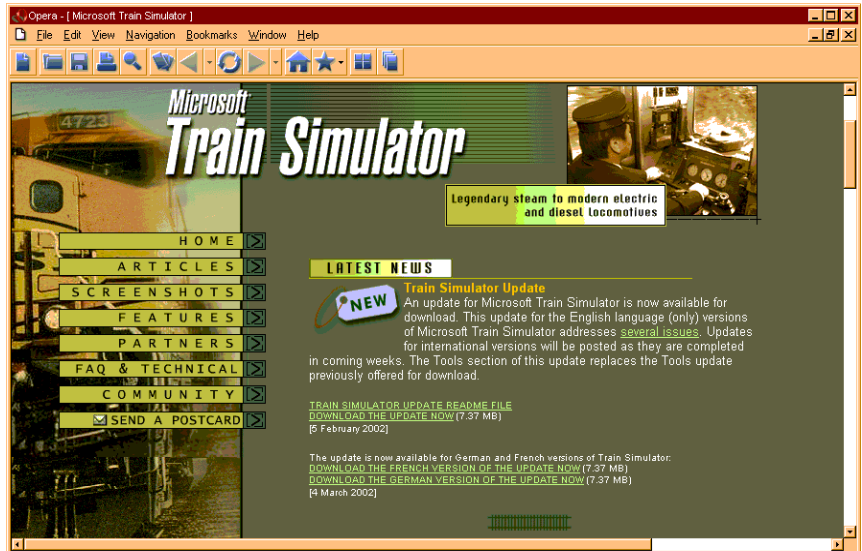 Opera - [ Microsoft Train Simulator ]
File Edit View Navigation Bookmarks Window Help
4723
Microsoft
Train Simulator
Legendary steam to modern electric
and diesel locomotives
HOME
ARTICLES
SCREENSHOTS
FEATURES
PARTNERS
FAQ & TECHNICAL
COMMUNITY
SEND A POSTCARD
LATEST NEWS
NEW
Train Simulator Update
An update for Microsoft Train Simulator is now available for
download. This update for the English language (only) versions
of Microsoft Train Simulator addresses several issues. Updates
for international versions will be posted as they are completed
in coming weeks. The Tools section of this update replaces the Tools update
previously offered for download.
TRAIN SIMULATOR UPDATE README FILE
DOWNLOAD THE UPDATE NOW (7.37 MB)
[5 February 2002]
The update is now available for German and French versions of Train Simulator:
DOWNLOAD THE FRENCH VERSION OF THE UPDATE NOW (7.37 MB)
DOWNLOAD THE GERMAN VERSION OF THE UPDATE NOW (7.37 MB)
[4 March 2002]